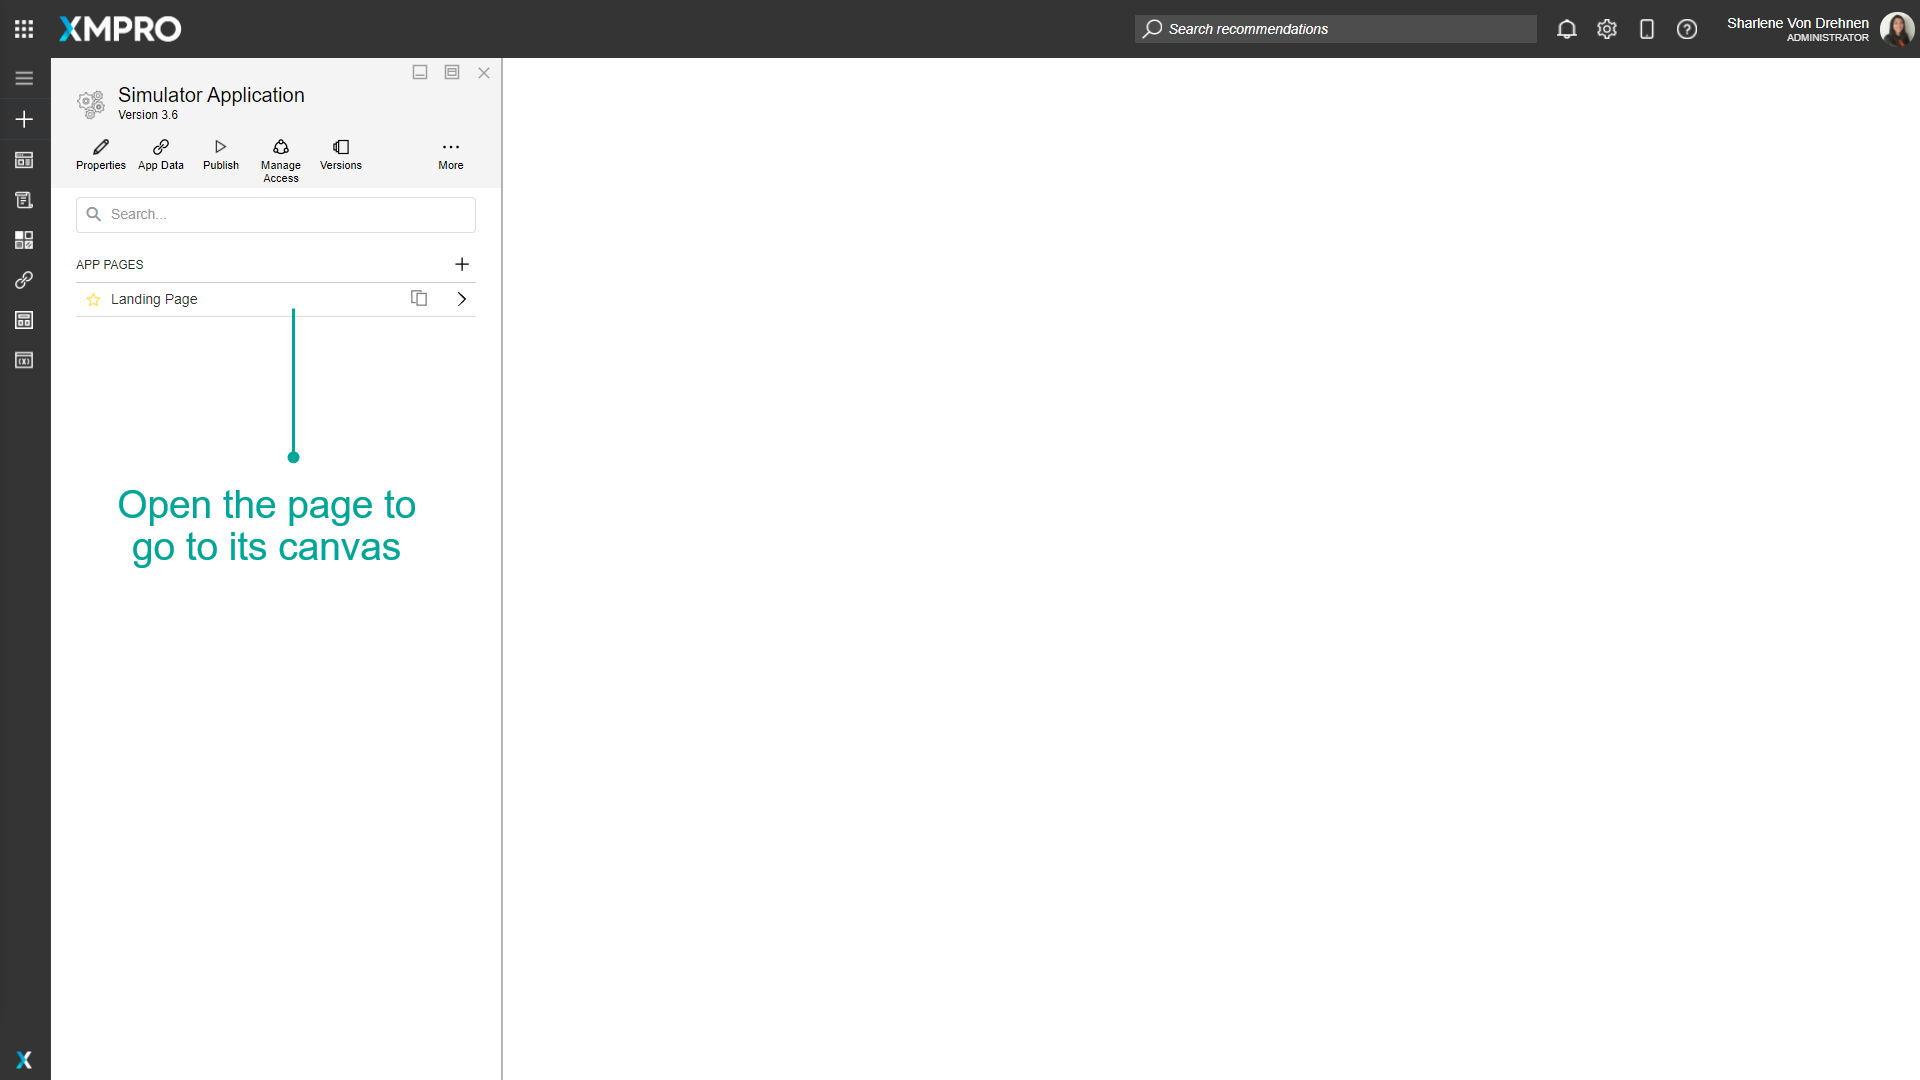 XMPRO
Search recommendations
Sharlene Von Drehnen
ADMINISTRATOR
Simulator Application
Version 3.6
Properties
App Data
Publish
Manage
Access
Versions
More
Search...
APP PAGES
Landing Page
Open the page to
go to its canvas